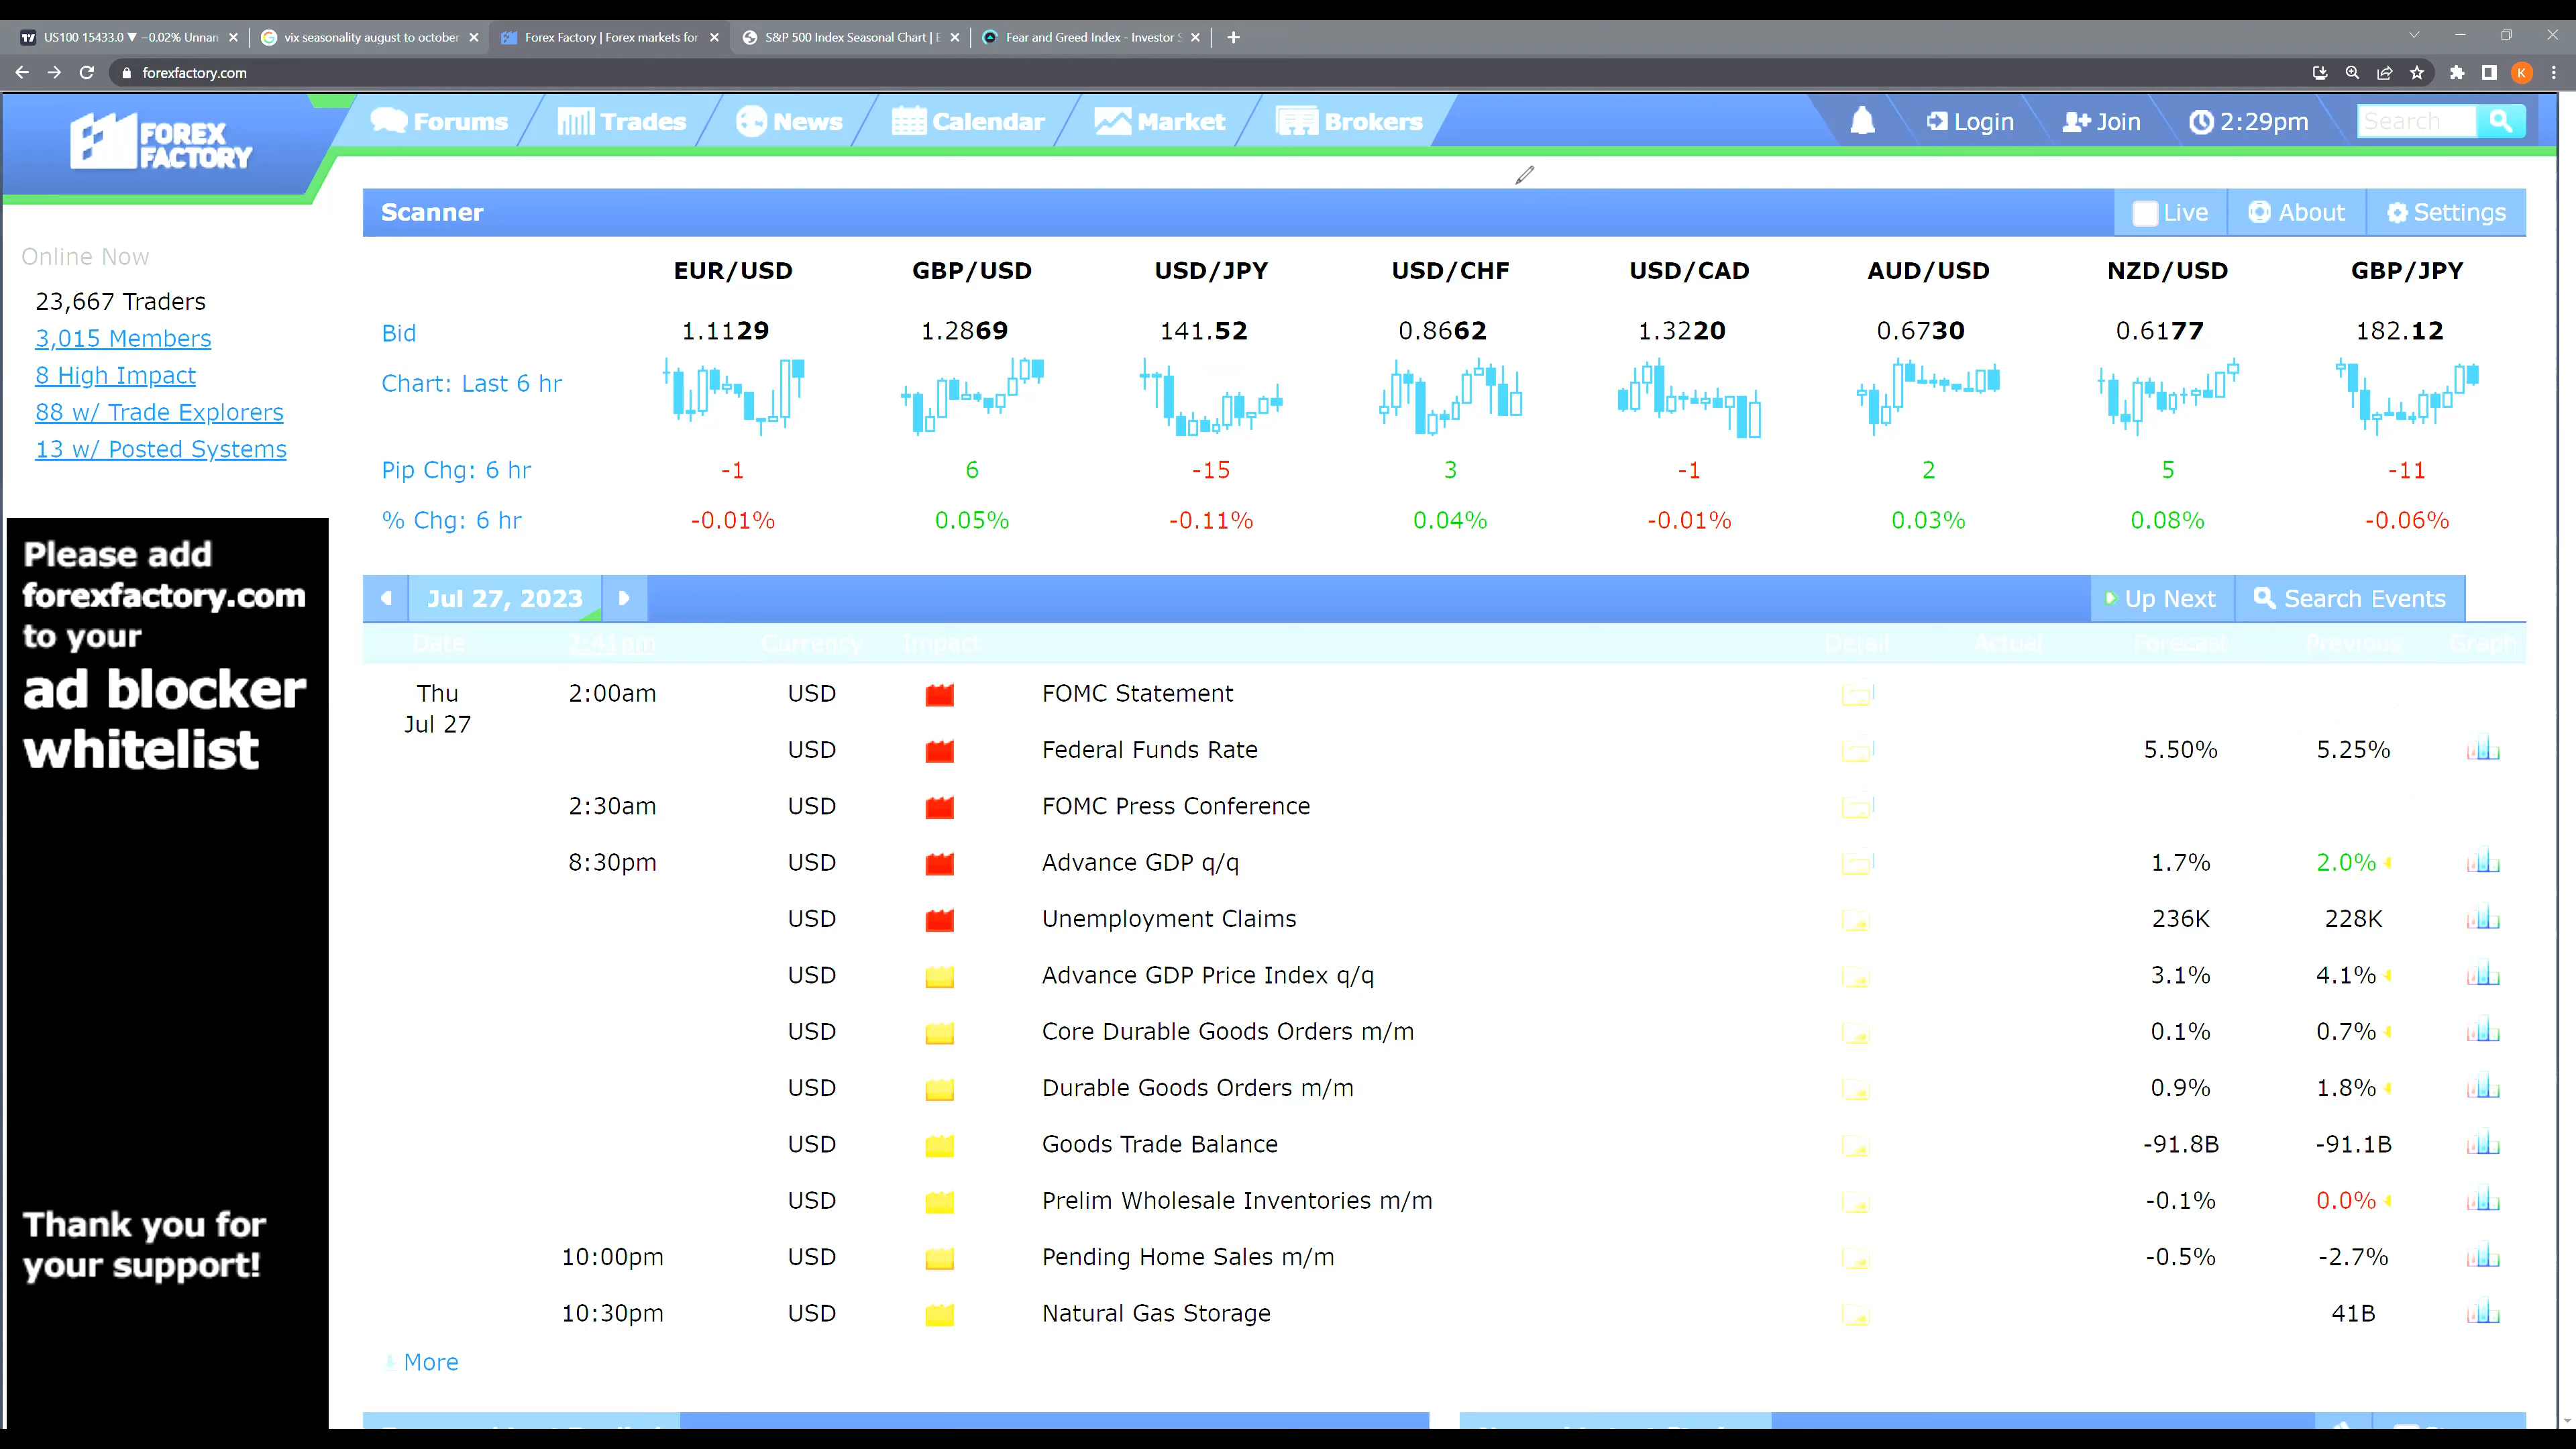 US100 15433.0 ▼ −0.02% Unnan
vix seasonality august to october
Forex Factory | Forex markets for
S&P 500 Index Seasonal Chart | E
Fear and Greed Index - Investor S
forexfactory.com
K
FOREX
FACTORY
Forums Trades News Calendar Market Brokers
Login Join 2:29pm Search
Scanner Live About Settings
Online Now
23,667 Traders
3,015 Members
8 High Impact
88 w/ Trade Explorers
13 w/ Posted Systems
EUR/USD GBP/USD USD/JPY USD/CHF USD/CAD AUD/USD NZD/USD GBP/JPY
Bid 1.1129 1.2869 141.52 0.8662 1.3220 0.6730 0.6177 182.12
Chart: Last 6 hr
Pip Chg: 6 hr -1 6 -15 3 -1 2 5 -11
% Chg: 6 hr -0.01% 0.05% -0.11% 0.04% -0.01% 0.03% 0.08% -0.06%
Please add
forexfactory.com
to your
ad blocker
whitelist
Thank you for
your support!
Jul 27, 2023 Up Next Search Events
Date 2:41pm Currency Impact Detail Actual Forecast Previous Graph
Thu 2:00am USD FOMC Statement
Jul 27
USD Federal Funds Rate 5.50% 5.25%
2:30am USD FOMC Press Conference
8:30pm USD Advance GDP q/q 1.7% 2.0%
USD Unemployment Claims 236K 228K
USD Advance GDP Price Index q/q 3.1% 4.1%
USD Core Durable Goods Orders m/m 0.1% 0.7%
USD Durable Goods Orders m/m 0.9% 1.8%
USD Goods Trade Balance -91.8B -91.1B
USD Prelim Wholesale Inventories m/m -0.1% 0.0%
10:00pm USD Pending Home Sales m/m -0.5% -2.7%
10:30pm USD Natural Gas Storage 41B
More